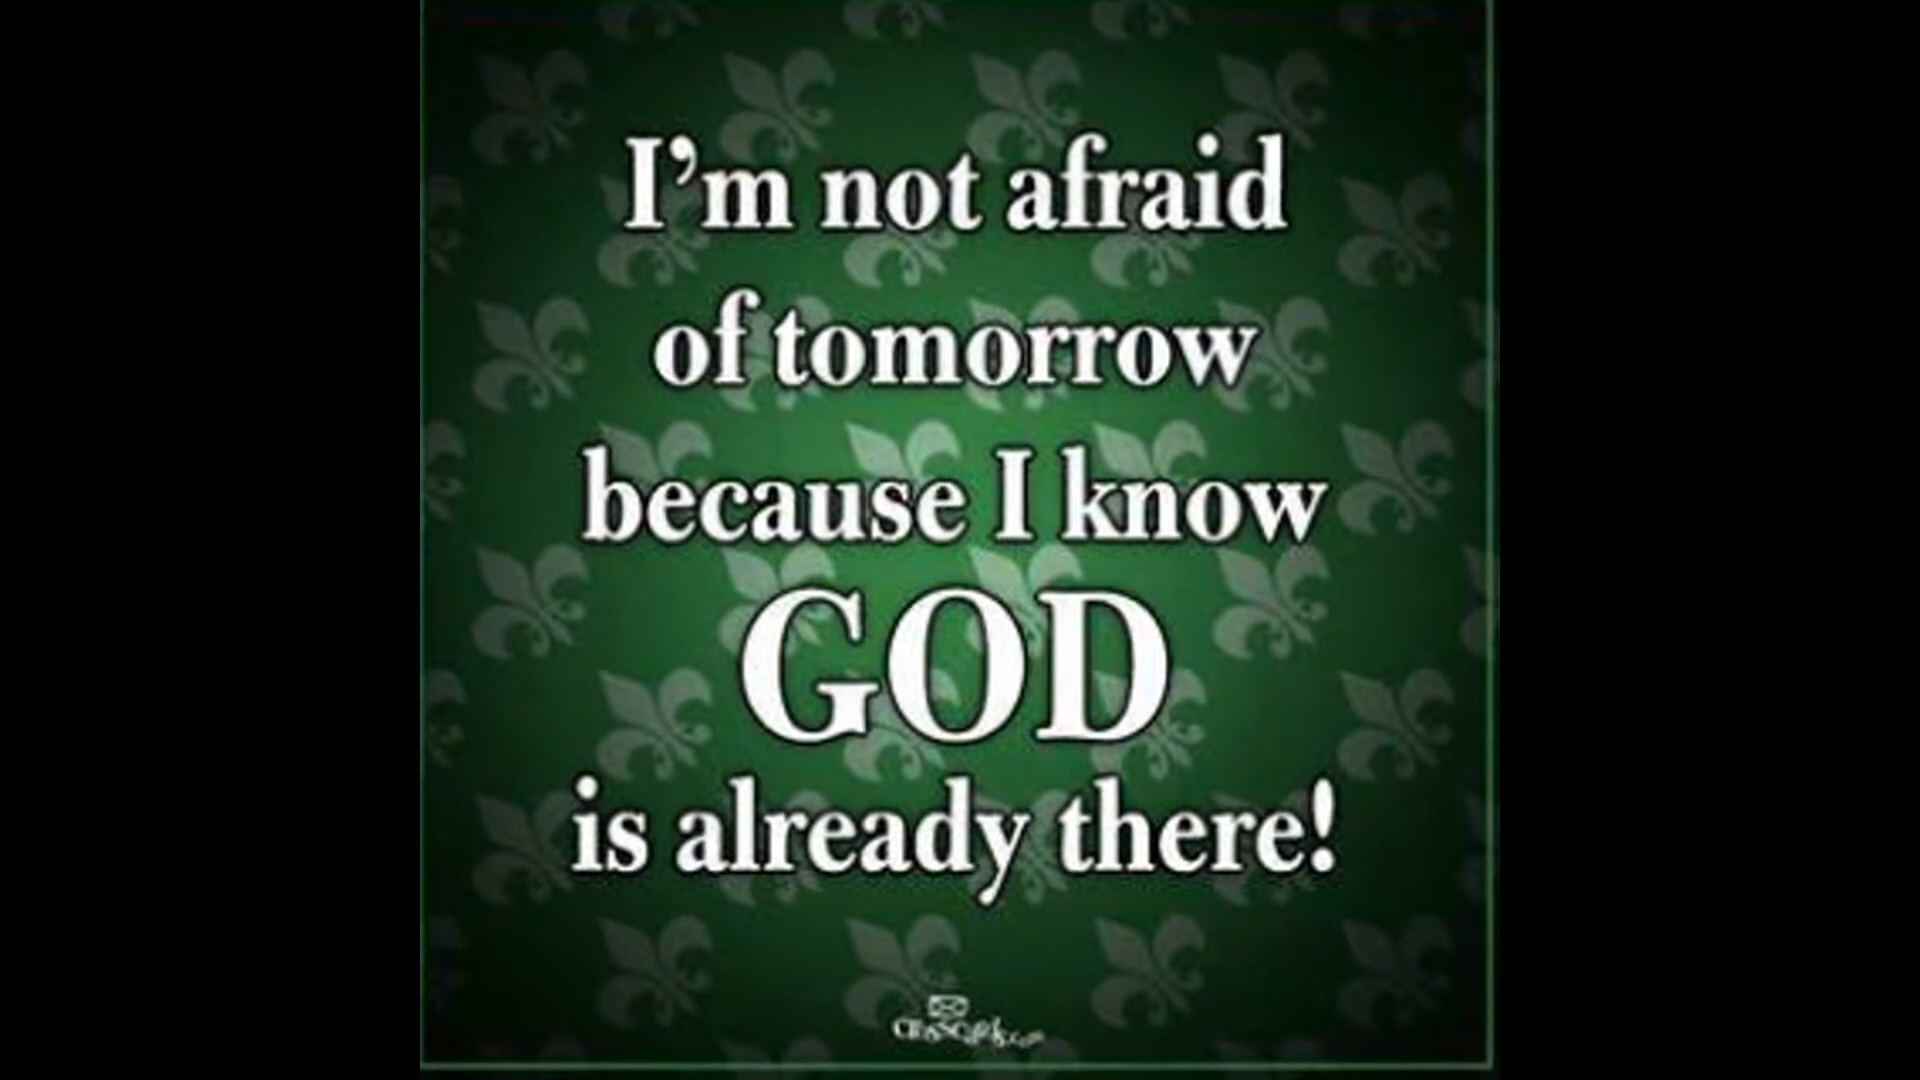 I’m not afraid
of tomorrow
because I know
GOD
is already there!